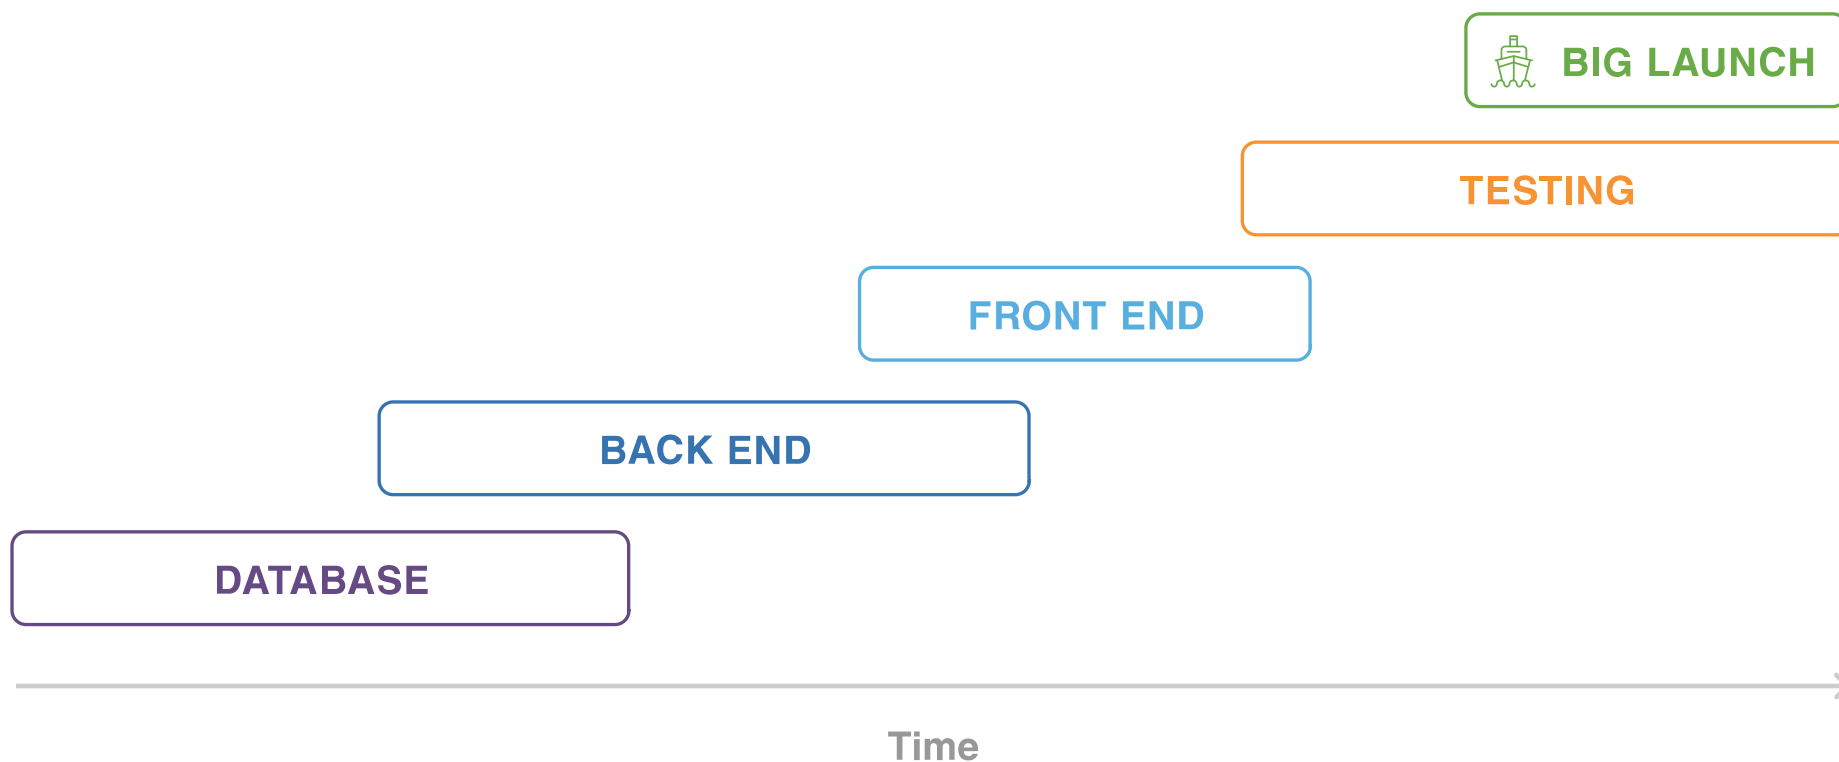 BIG LAUNCH
TESTING
FRONT END
BACK END
DATABASE
Time